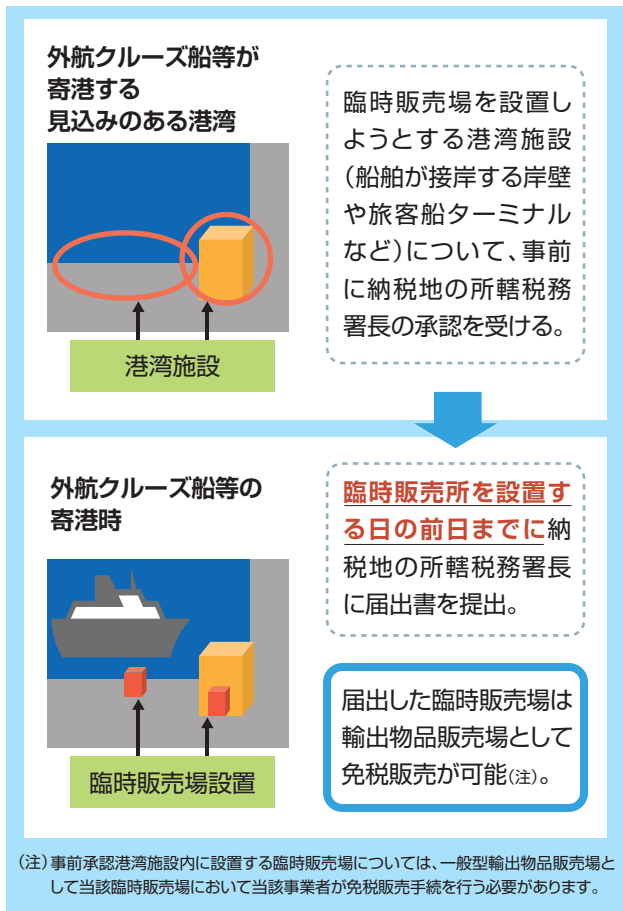 外航クルーズ船等が
寄港する
見込みのある港湾
臨時販売場を設置し
ようとする港湾施設
(船舶が接岸する岸壁
や旅客船ターミナル
など)について、事前
に納税地の所轄税務
署長の承認を受ける。
港湾施設
外航クルーズ船等の
寄港時
臨時販売所を設置す
る日の前日までに納
税地の所轄税務署長
に届出書を提出。
届出した臨時販売場は
輸出物品販売場として
免税販売が可能(注)。
臨時販売場設置
(注)事前承認港湾施設内に設置する臨時販売場については、一般型輸出物品販売場と
して当該臨時販売場において当該事業者が免税販売手続を行う必要があります。